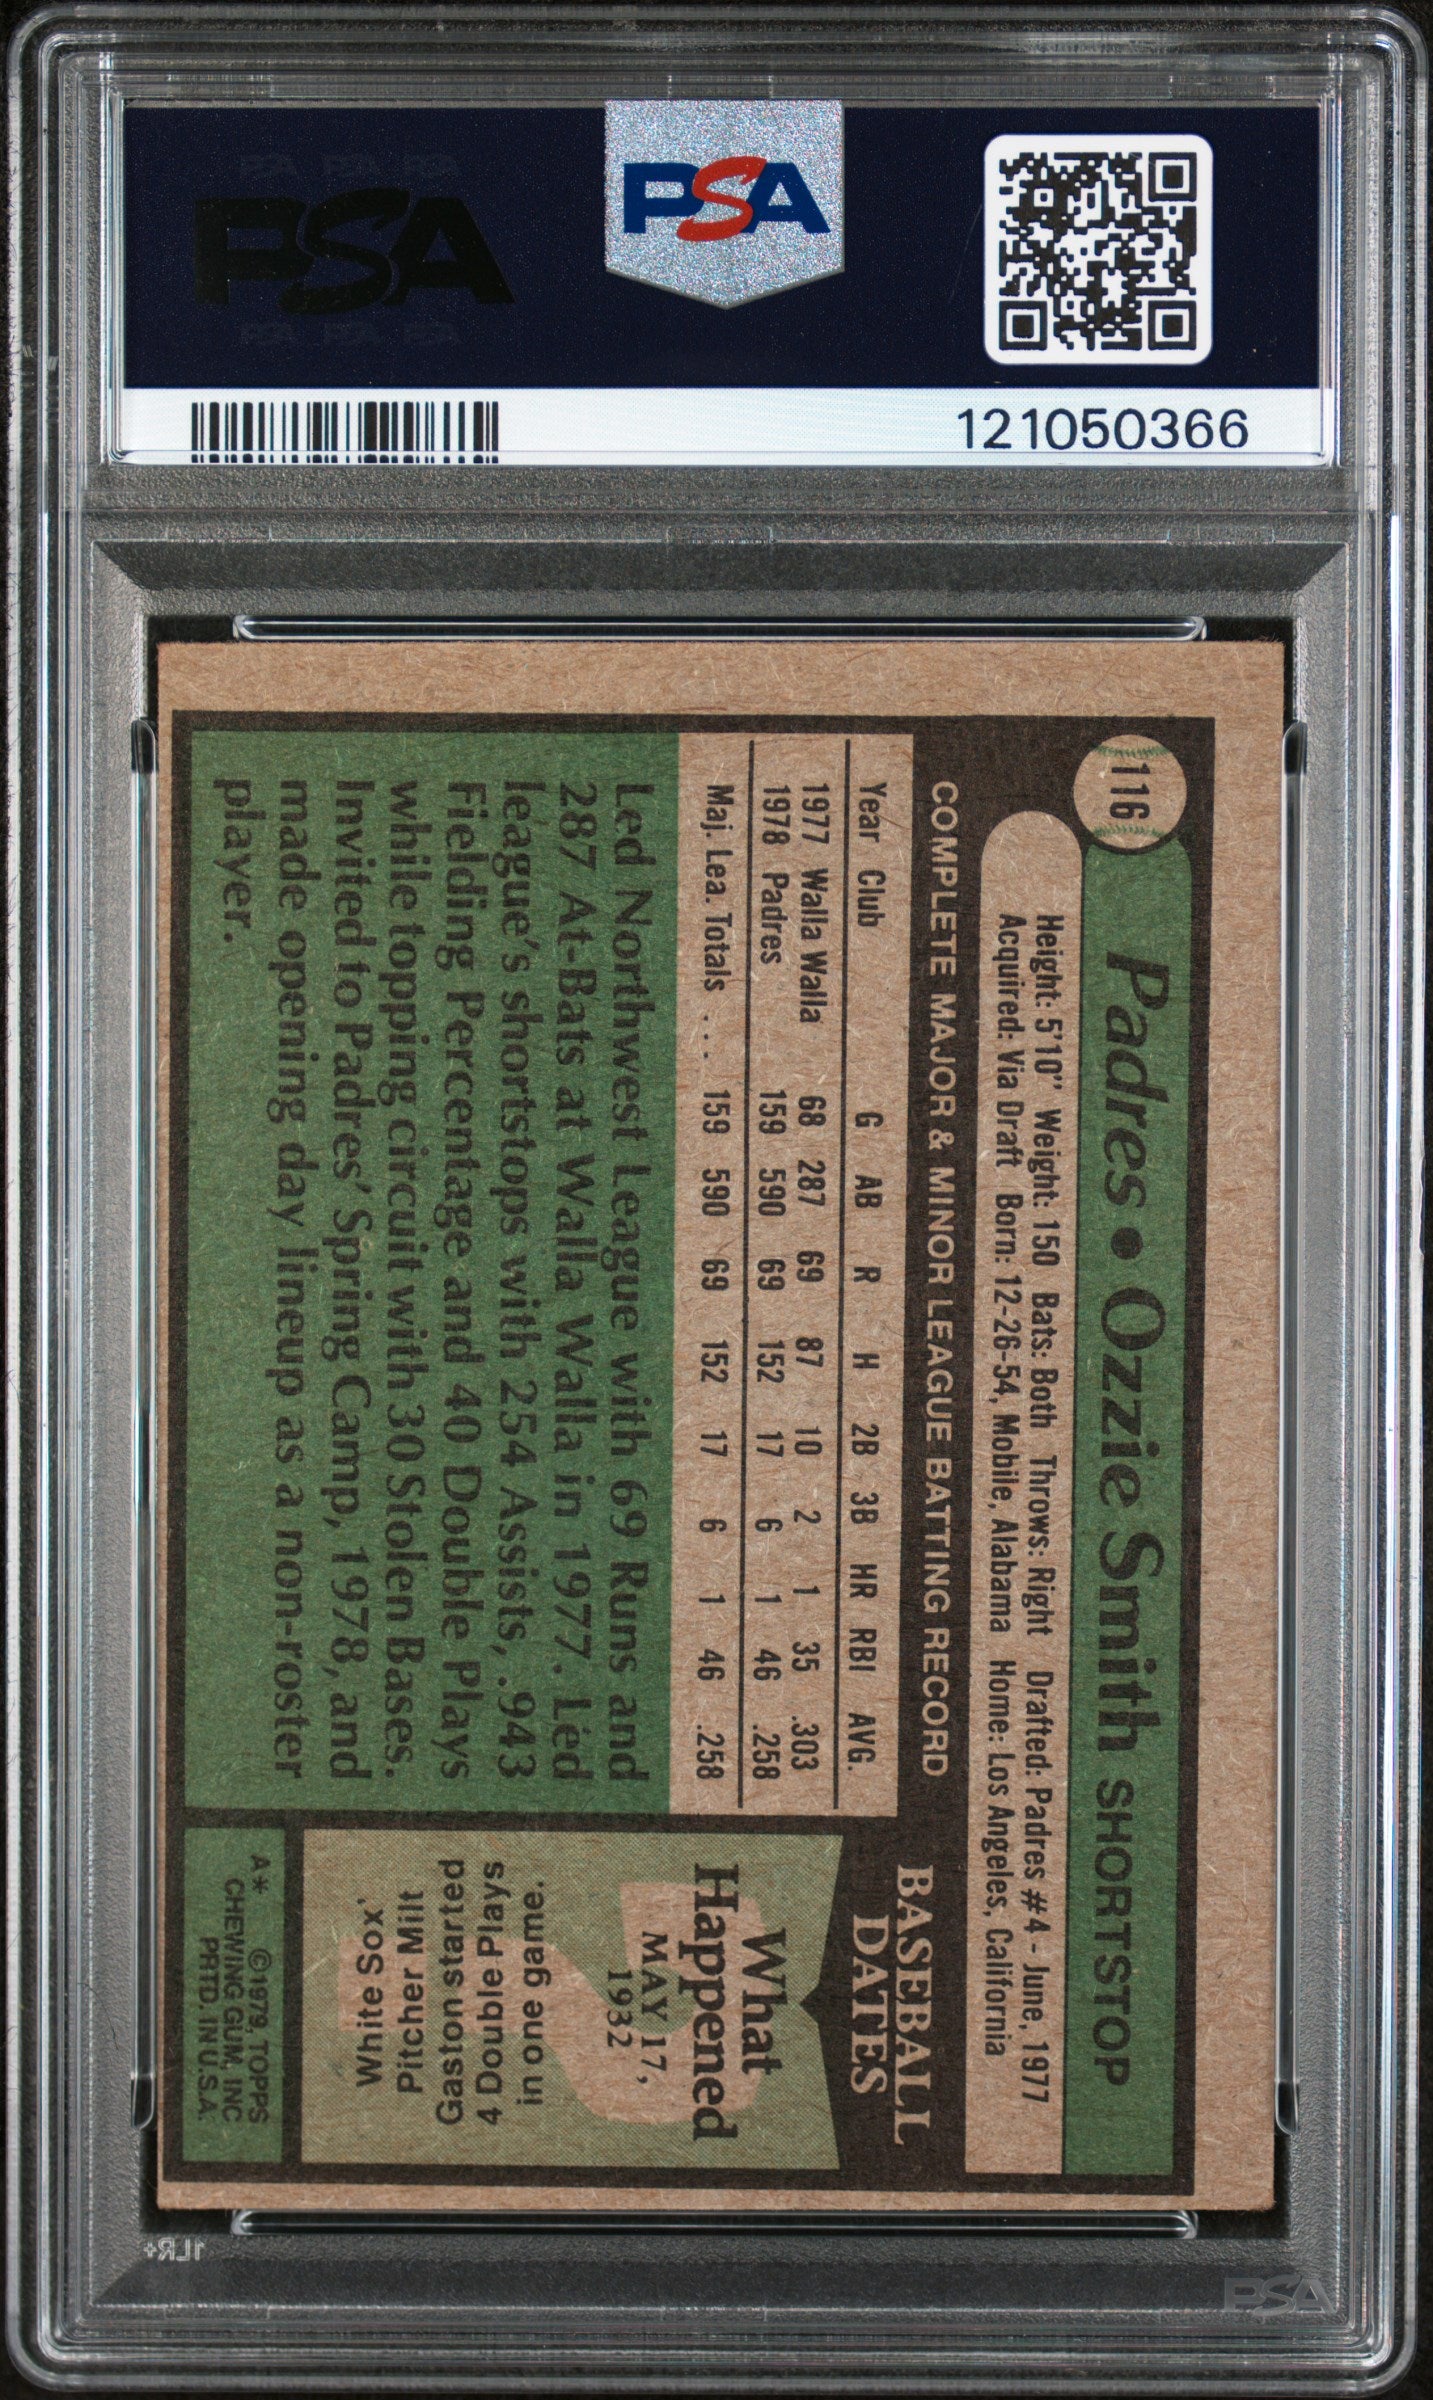 PSA
PSA
121050366
116
Padres • Ozzie Smith SHORTSTOP
Height: 5'10" Weight: 150 Bats: Both Throws: Right Drafted: Padres #4 - June, 1977
Acquired: Via Draft Born: 12-26-54, Mobile, Alabama Home: Los Angeles, California
COMPLETE MAJOR & MINOR LEAGUE BATTING RECORD
Year Club G AB R H 2B 3B HR RBI AVG.
1977 Walla Walla 68 287 69 87 10 2 1 35 .303
1978 Padres 159 590 69 152 17 6 1 46 .258
Maj. Lea. Totals ... 159 590 69 152 17 6 1 46 .258
Led Northwest League with 69 Runs and
287 At-Bats at Walla Walla in 1977. Led
league's shortstops with 254 Assists, .943
Fielding Percentage and 40 Double Plays
while topping circuit with 30 Stolen Bases.
Invited to Padres' Spring Camp, 1978, and
made opening day lineup as a non-roster
player.
BASEBALL
DATES
What
Happened
MAY 17,
1932
White Sox'
Pitcher Milt
Gaston started
4 Double Plays
in one game.
A* ©1979, TOPPS
CHEWING GUM, INC
PRTD. IN U.S.A.
1LR+
PSA